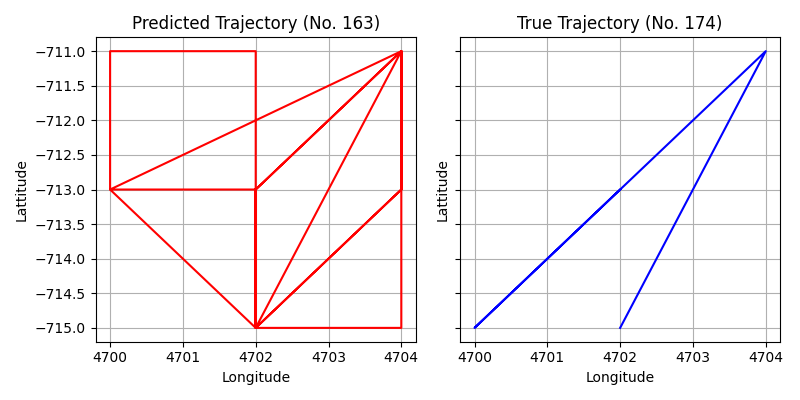 Predicted Trajectory (No. 163)
True Trajectory (No. 174)
−711.0
−711.5
−712.0
−712.5
−713.0
−713.5
−714.0
−714.5
−715.0
Lattitude
Lattitude
4700 4701 4702 4703 4704
4700 4701 4702 4703 4704
Longitude
Longitude